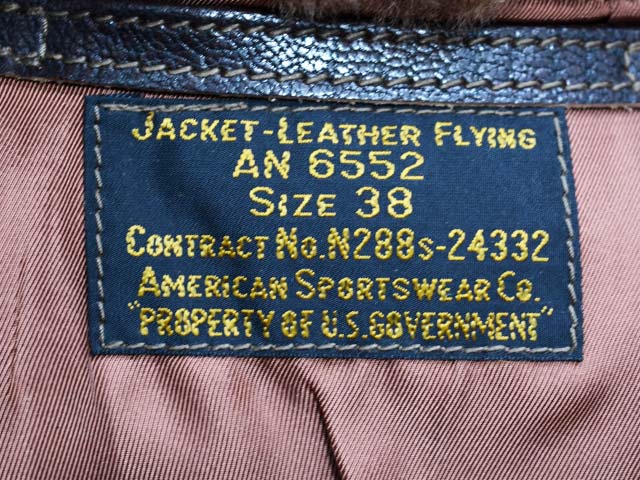 JACKET-LEATHER FLYING
AN 6552
SIZE 38
CONTRACT NO. N288S-24332
AMERICAN SPORTSWEAR CO.
"PROPERTY OF U.S. GOVERNMENT"